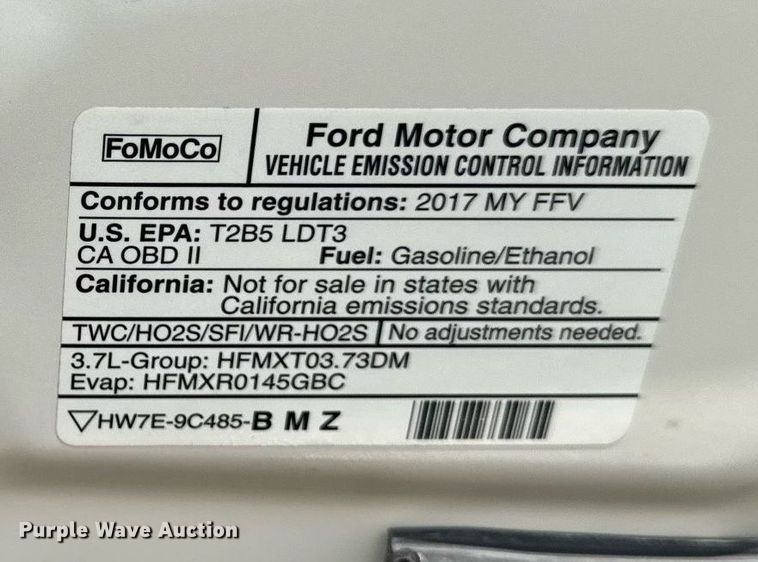 FoMoCo
Ford Motor Company
VEHICLE EMISSION CONTROL INFORMATION
Conforms to regulations: 2017 MY FFV
U.S. EPA: T2B5 LDT3
CA OBD II Fuel: Gasoline/Ethanol
California: Not for sale in states with
California emissions standards.
TWC/HO2S/SFI/WR-HO2S No adjustments needed.
3.7L-Group: HFMXT03.73DM
Evap: HFMXR0145GBC
HW7E-9C485-B M Z
Purple Wave Auction